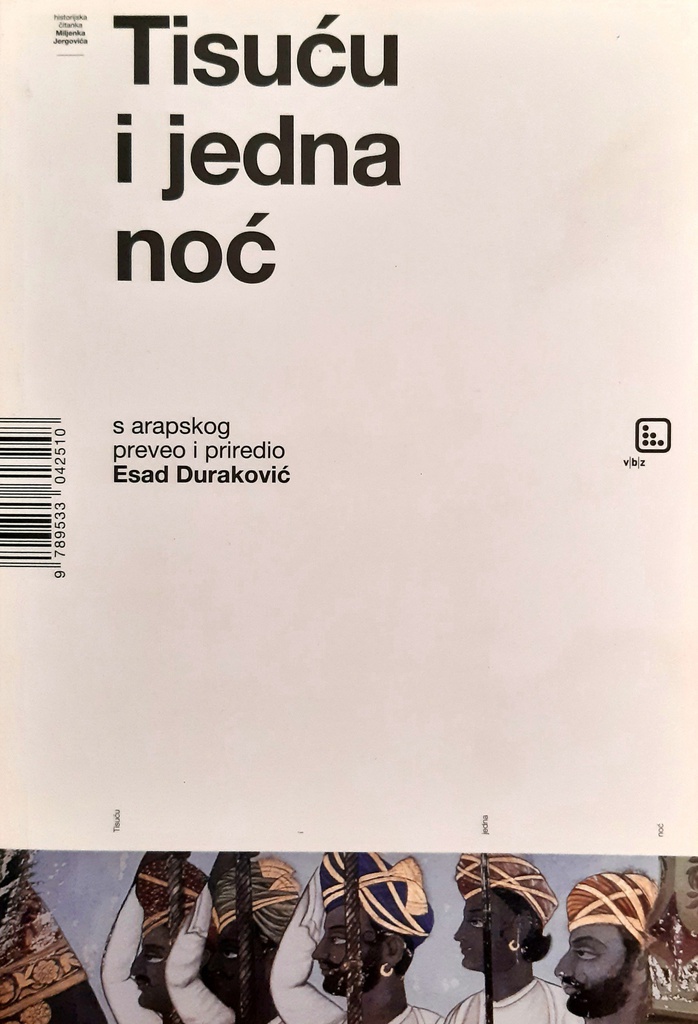 historijska
čitanka
Miljenka
Jergovića
Tisuću
i jedna
noć
s arapskog
preveo i priredio
Esad Duraković
v|b|z
9 789533 042510
Tisuću
i
jedna
noć